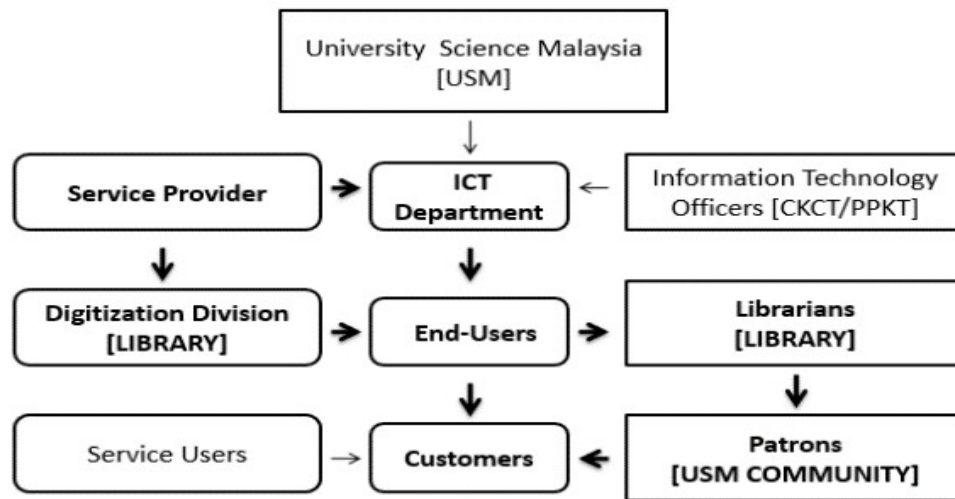 University Science Malaysia
[USM]
Service Provider
ICT
Department
Information Technology
Officers [CKCT/PPKT]
Digitization Division
[LIBRARY]
End-Users
Librarians
[LIBRARY]
Service Users
Customers
Patrons
[USM COMMUNITY]